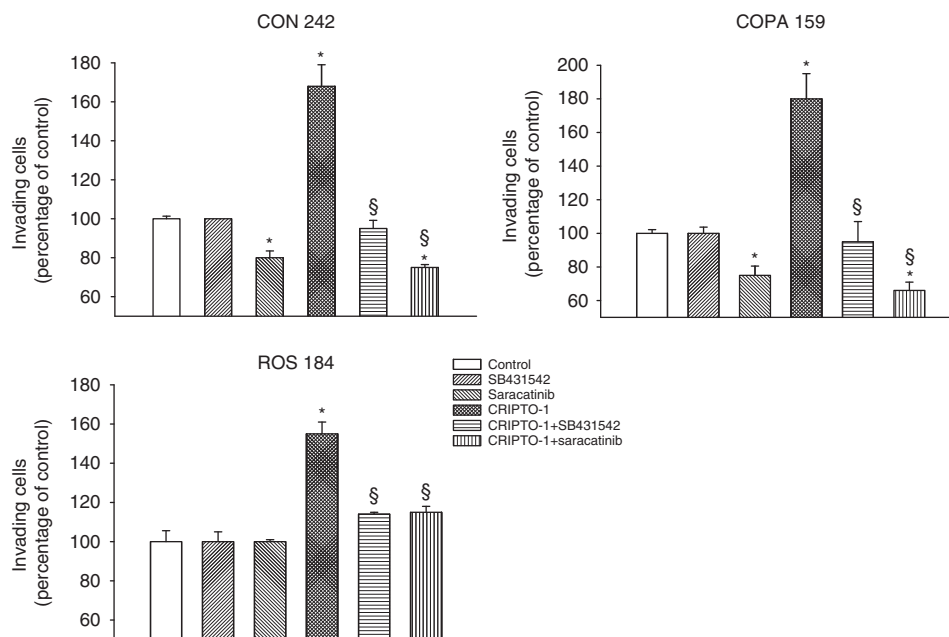 CON 242
Invading cells
(percentage of control)
180
160
140
120
100
80
60
*
*
§
§
*
COPA 159
Invading cells
(percentage of control)
200
180
160
140
120
100
80
60
*
*
§
§
*
ROS 184
Invading cells
(percentage of control)
180
160
140
120
100
80
60
*
§
§
Control
SB431542
Saracatinib
CRIPTO-1
CRIPTO-1+SB431542
CRIPTO-1+saracatinib